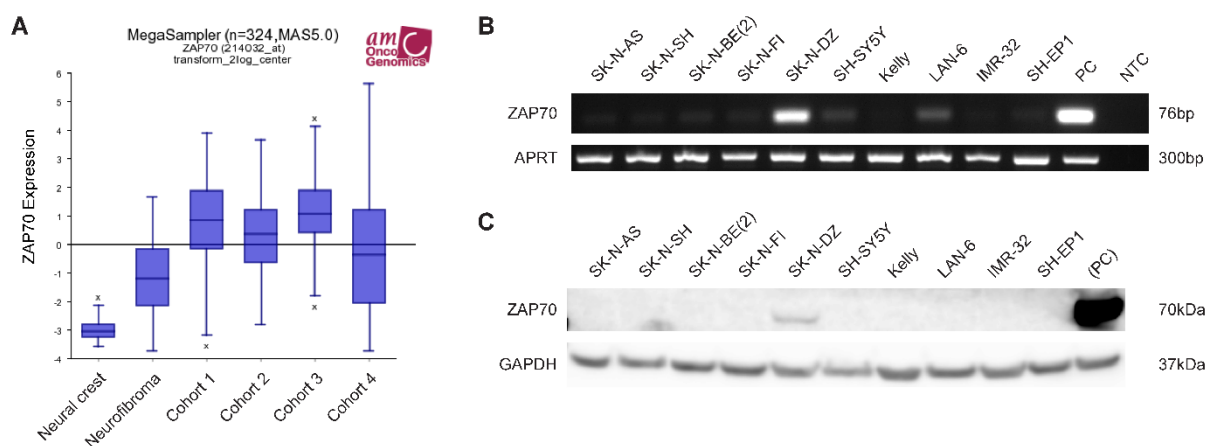 A
MegaSampler (n=324,MAS5.0)
ZAP70 (214032_at)
transform_2log_center
amc
Onco
Genomics
ZAP70 Expression
6
5
4
3
2
1
0
-1
-2
-3
-4
Neural crest
Neurofibroma
Cohort 1
Cohort 2
Cohort 3
Cohort 4
B
SK-N-AS SK-N-SH SK-N-BE(2) SK-N-FI SK-N-DZ SH-SY5Y Kelly LAN-6 IMR-32 SH-EP1 PC NTC
ZAP70 76bp
APRT 300bp
C
SK-N-AS SK-N-SH SK-N-BE(2) SK-N-FI SK-N-DZ SH-SY5Y Kelly LAN-6 IMR-32 SH-EP1 (PC)
ZAP70 70kDa
GAPDH 37kDa